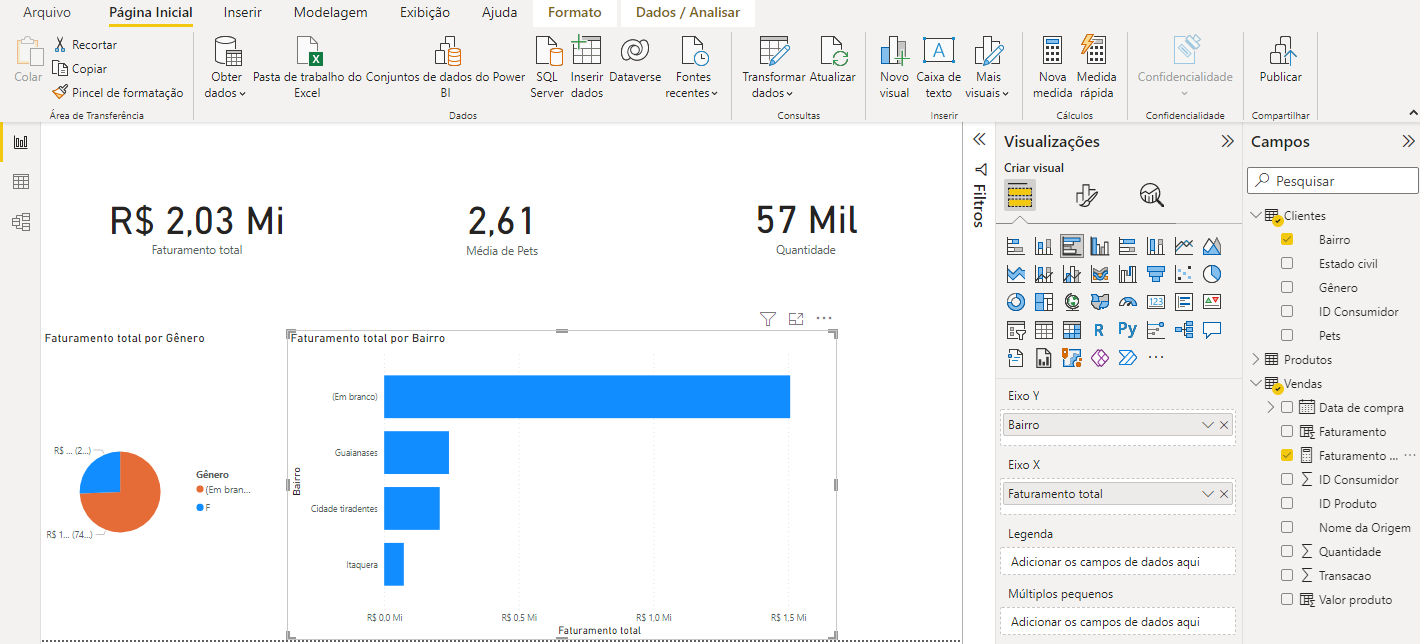 Arquivo Página Inicial Inserir Modelagem Exibição Ajuda Formato Dados / Analisar
Colar
Recortar
Copiar
Pincel de formatação
Área de Transferência
Obter dados
Pasta de trabalho do Excel
Conjuntos de dados do Power BI
SQL Server
Inserir dados
Dataverse
Fontes recentes
Dados
Transformar dados
Atualizar
Consultas
Novo visual
Caixa de texto
Mais visuais
Inserir
Nova medida
Medida rápida
Cálculos
Confidencialidade
Confidencialidade
Publicar
Compartilhar
R$ 2,03 Mi
Faturamento total
2,61
Média de Pets
57 Mil
Quantidade
Faturamento total por Gênero
R$ ... (2...)
R$ 1... (74...)
Gênero
(Em bran...
F
Faturamento total por Bairro
Bairro
(Em branco)
Guaianases
Cidade tiradentes
Itaquera
R$ 0,0 Mi R$ 0,5 Mi R$ 1,0 Mi R$ 1,5 Mi
Faturamento total
Filtros
Visualizações
Criar visual
123
R
Py
Eixo Y
Bairro
Eixo X
Faturamento total
Legenda
Adicionar os campos de dados aqui
Múltiplos pequenos
Adicionar os campos de dados aqui
Campos
Pesquisar
Clientes
Bairro
Estado civil
Gênero
ID Consumidor
Pets
Produtos
Vendas
Data de compra
Faturamento
Faturamento ...
ID Consumidor
ID Produto
Nome da Origem
Quantidade
Transacao
Valor produto